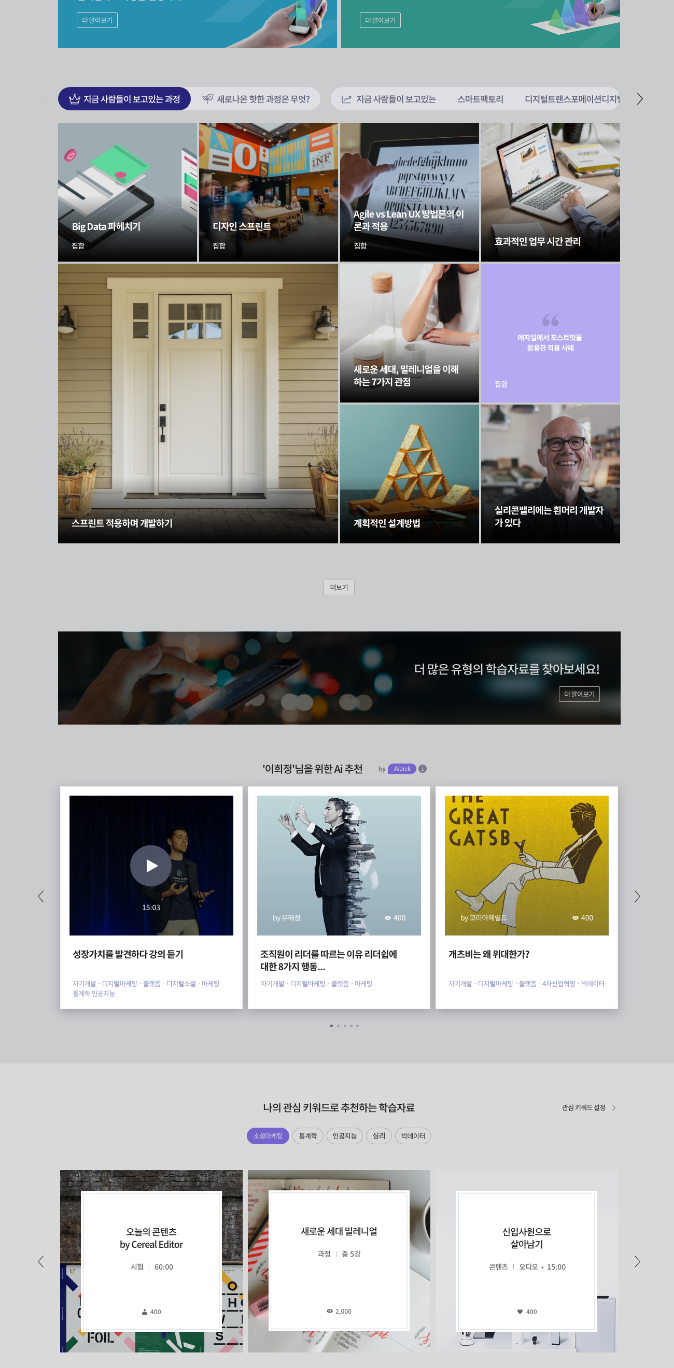 더 알아보기
더 알아보기
지금 사람들이 보고있는 과정
새로나온 핫한 과정은 무엇?
지금 사람들이 보고있는
스마트팩토리
디지털트랜스포메이션디지털
Big Data 파헤치기
집합
디자인 스프린트
집합
Agile vs Lean UX 방법론의 이
론과 적용
집합
효과적인 업무 시간 관리
스프린트 적용하며 개발하기
새로운 세대, 밀레니얼을 이해
하는 7가지 관점
애자일에서 포스트잇을
활용한 적용 사례
집합
계획적인 설계방법
실리콘밸리에는 흰머리 개발자
가 있다
더보기
더 많은 유형의 학습자료를 찾아보세요!
더 알아보기
'이희정'님을 위한 Ai 추천
by Aipick
15:03
성장가치를 발견하다 강의 듣기
자기개발 · 디지털마케팅 · 플랫폼 · 디지털소셜 · 마케팅
통계학 인공지능
by 유해성
400
조직원이 리더를 따르는 이유 리더쉽에
대한 8가지 행동...
자기개발 · 디지털마케팅 · 플랫폼 · 마케팅
THE
GREAT
GATSB
by 코리아헤럴드
400
개츠비는 왜 위대한가?
자기개발 · 디지털마케팅 · 플랫폼 · 4차산업혁명 · 빅데이터
나의 관심 키워드로 추천하는 학습자료
관심 키워드 설정
소셜마케팅
통계학
인공지능
심리
빅데이터
오늘의 콘텐츠
by Cereal Editor
시험 | 60:00
400
새로운 세대 밀레니얼
과정 | 총 5강
2,000
신입사원으로
살아남기
콘텐츠 | 오디오 • 15:00
400